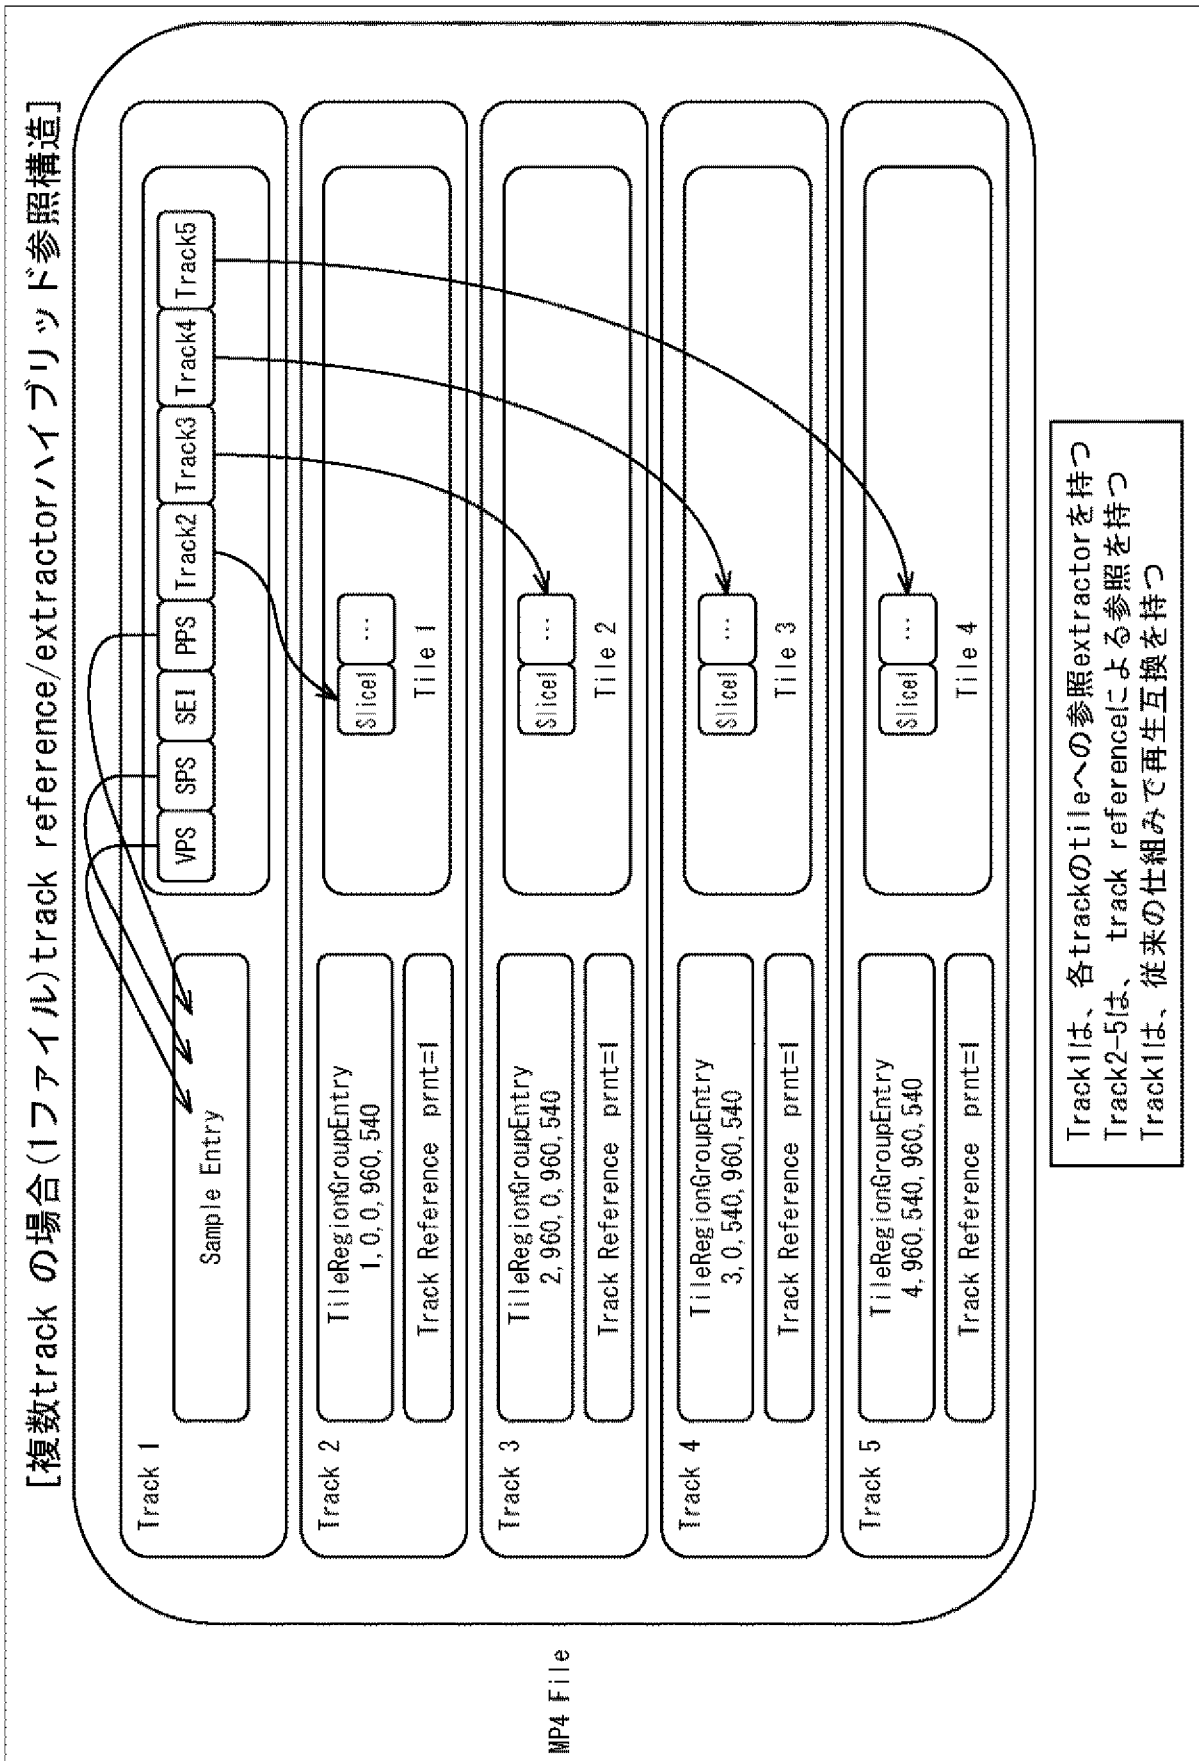 [複数track の場合(1ファイル)track reference/extractorハイブリッド参照構造]
MP4 File
Track 1
Sample Entry
VPS
SPS
SEI
PPS
Track2
Track3
Track4
Track5
Track 2
TileRegionGroupEntry
1,0,0,960,540
Track Reference prnt=1
Slice1
...
Tile 1
Track 3
TileRegionGroupEntry
2,960,0,960,540
Track Reference prnt=1
Slice1
...
Tile 2
Track 4
TileRegionGroupEntry
3,0,540,960,540
Track Reference prnt=1
Slice1
...
Tile 3
Track 5
TileRegionGroupEntry
4,960,540,960,540
Track Reference prnt=1
Slice1
...
Tile 4
Track1は、各trackのtileへの参照extractorを持つ
Track2-5は、 track referenceによる参照を持つ
Track1は、従来の仕組みで再生互換を持つ